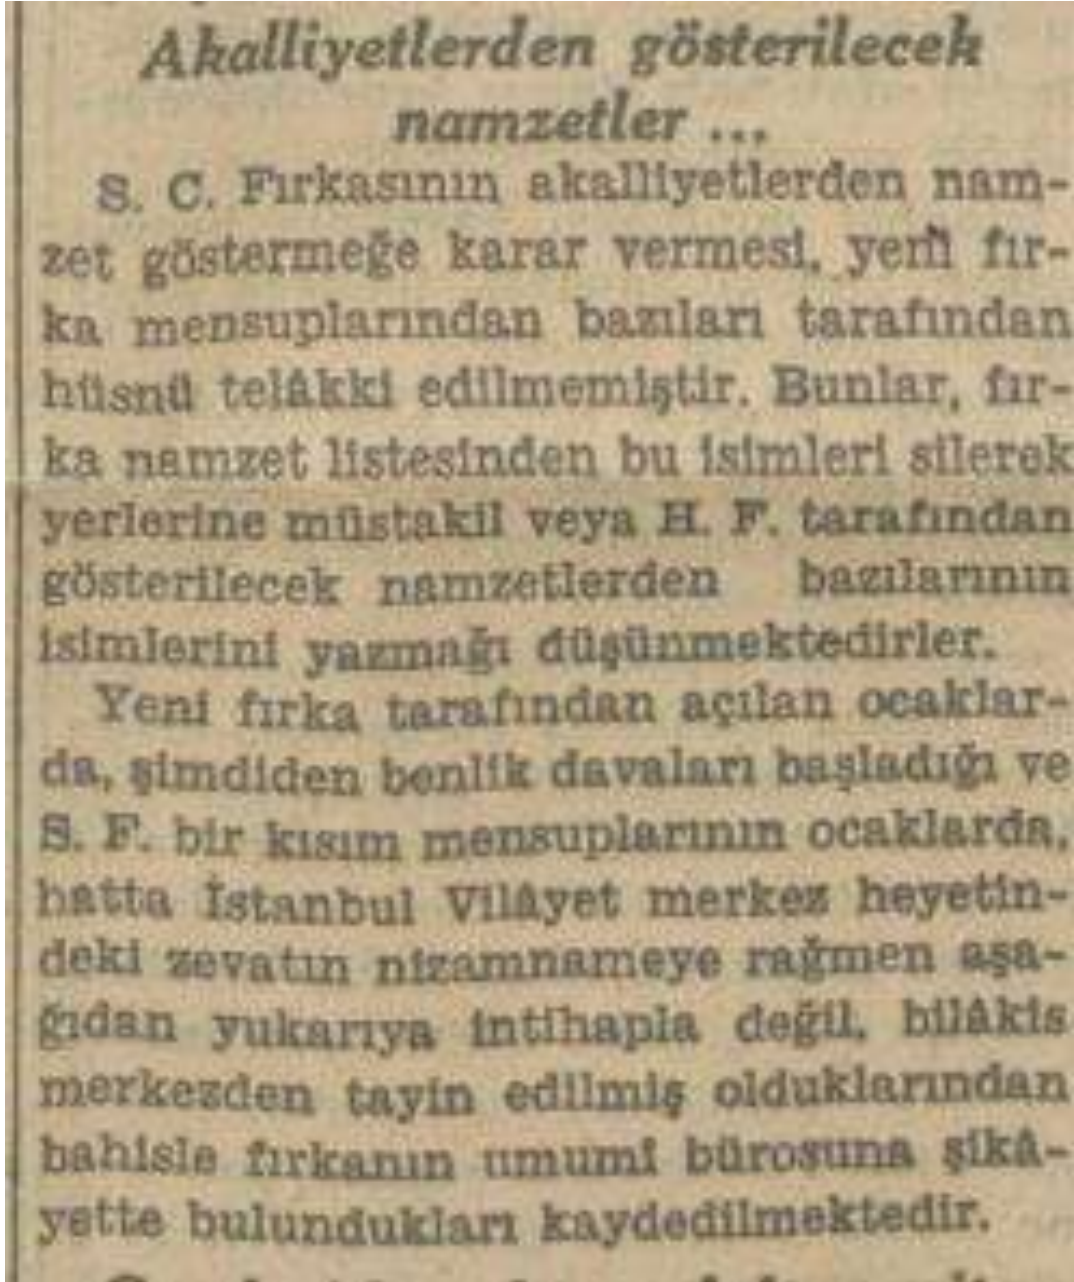 Akalliyetlerden gösterilecek
namzetler ...
S. C. Fırkasının akalliyetlerden nam-
zet göstermeğe karar vermesi, yeni fır-
ka mensuplarından bazıları tarafından
hüsnü telâkki edilmemiştir. Bunlar, fır-
ka namzet listesinden bu isimleri silerek
yerlerine müstakil veya H. F. tarafından
gösterilecek namzetlerden bazılarının
isimlerini yazmağı düşünmektedirler.
Yeni fırka tarafından açılan ocaklar-
da, şimdiden benlik davaları başladığı ve
S. F. bir kısım mensuplarının ocaklarda,
hatta İstanbul Vilâyet merkez heyetin-
deki zevatın nizamnameye rağmen aşa-
ğıdan yukarıya intihapla değil, bilâkis
merkezden tayin edilmiş olduklarından
bahisle fırkanın umumî bürosuna şikâ-
yette bulundukları kaydedilmektedir.